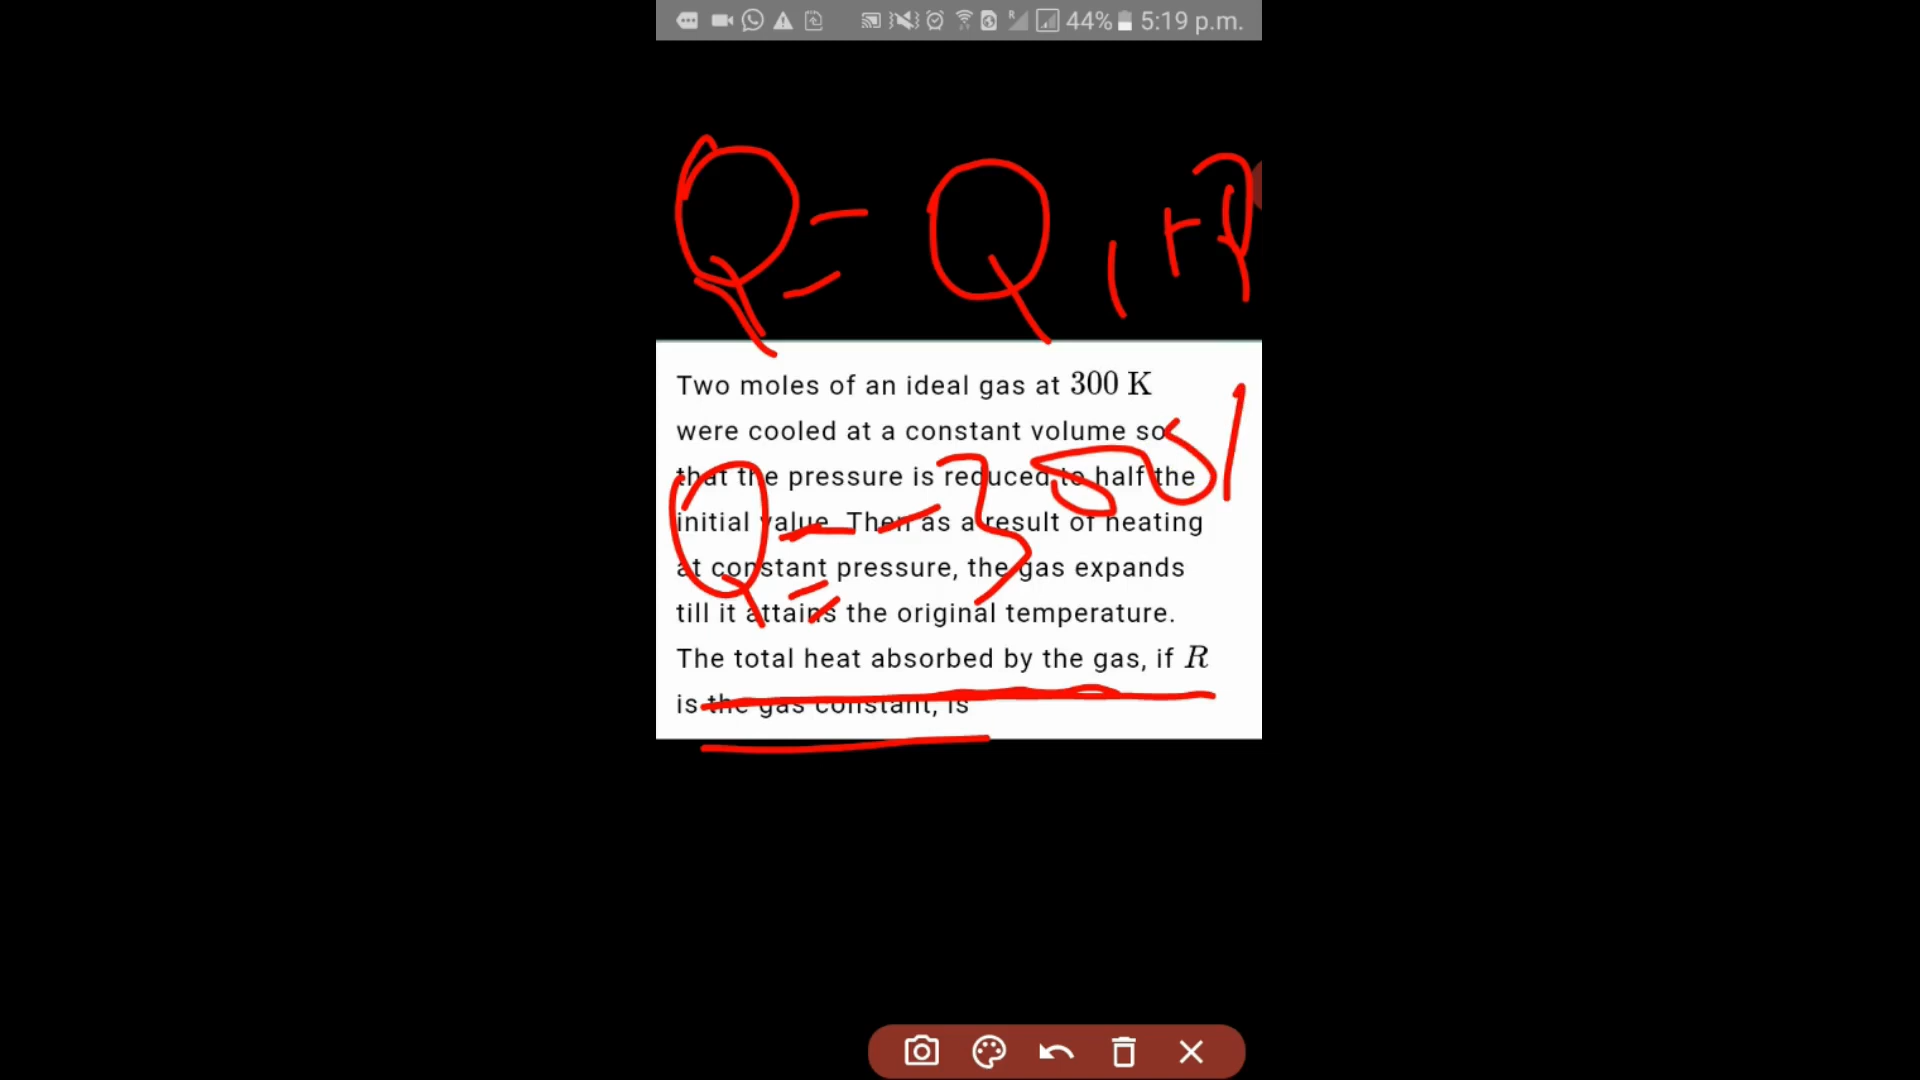 44% 5:19 p.m.
Q = Q1 + Q
Two moles of an ideal gas at 300 K
were cooled at a constant volume so
that the pressure is reduced to half the
initial value. Then as a result of heating
at constant pressure, the gas expands
till it attains the original temperature.
The total heat absorbed by the gas, if R
is the gas constant, is